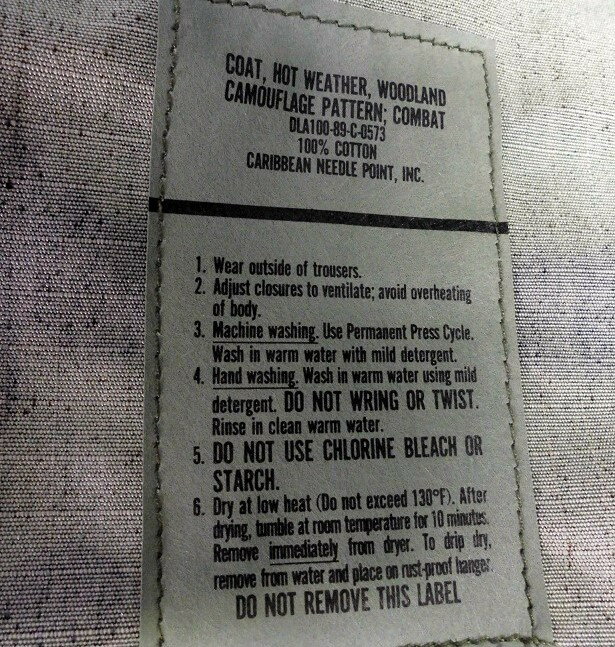 COAT, HOT WEATHER, WOODLAND
CAMOUFLAGE PATTERN; COMBAT
DLA100-89-C-0573
100% COTTON
CARIBBEAN NEEDLE POINT, INC.
1. Wear outside of trousers.
2. Adjust closures to ventilate; avoid overheating
of body.
3. Machine washing. Use Permanent Press Cycle.
Wash in warm water with mild detergent.
4. Hand washing. Wash in warm water using mild
detergent. DO NOT WRING OR TWIST.
Rinse in clean warm water.
5. DO NOT USE CHLORINE BLEACH OR
STARCH.
6. Dry at low heat (Do not exceed 130°F). After
drying, tumble at room temperature for 10 minutes.
Remove immediately from dryer. To drip dry,
remove from water and place on rust-proof hanger
DO NOT REMOVE THIS LABEL